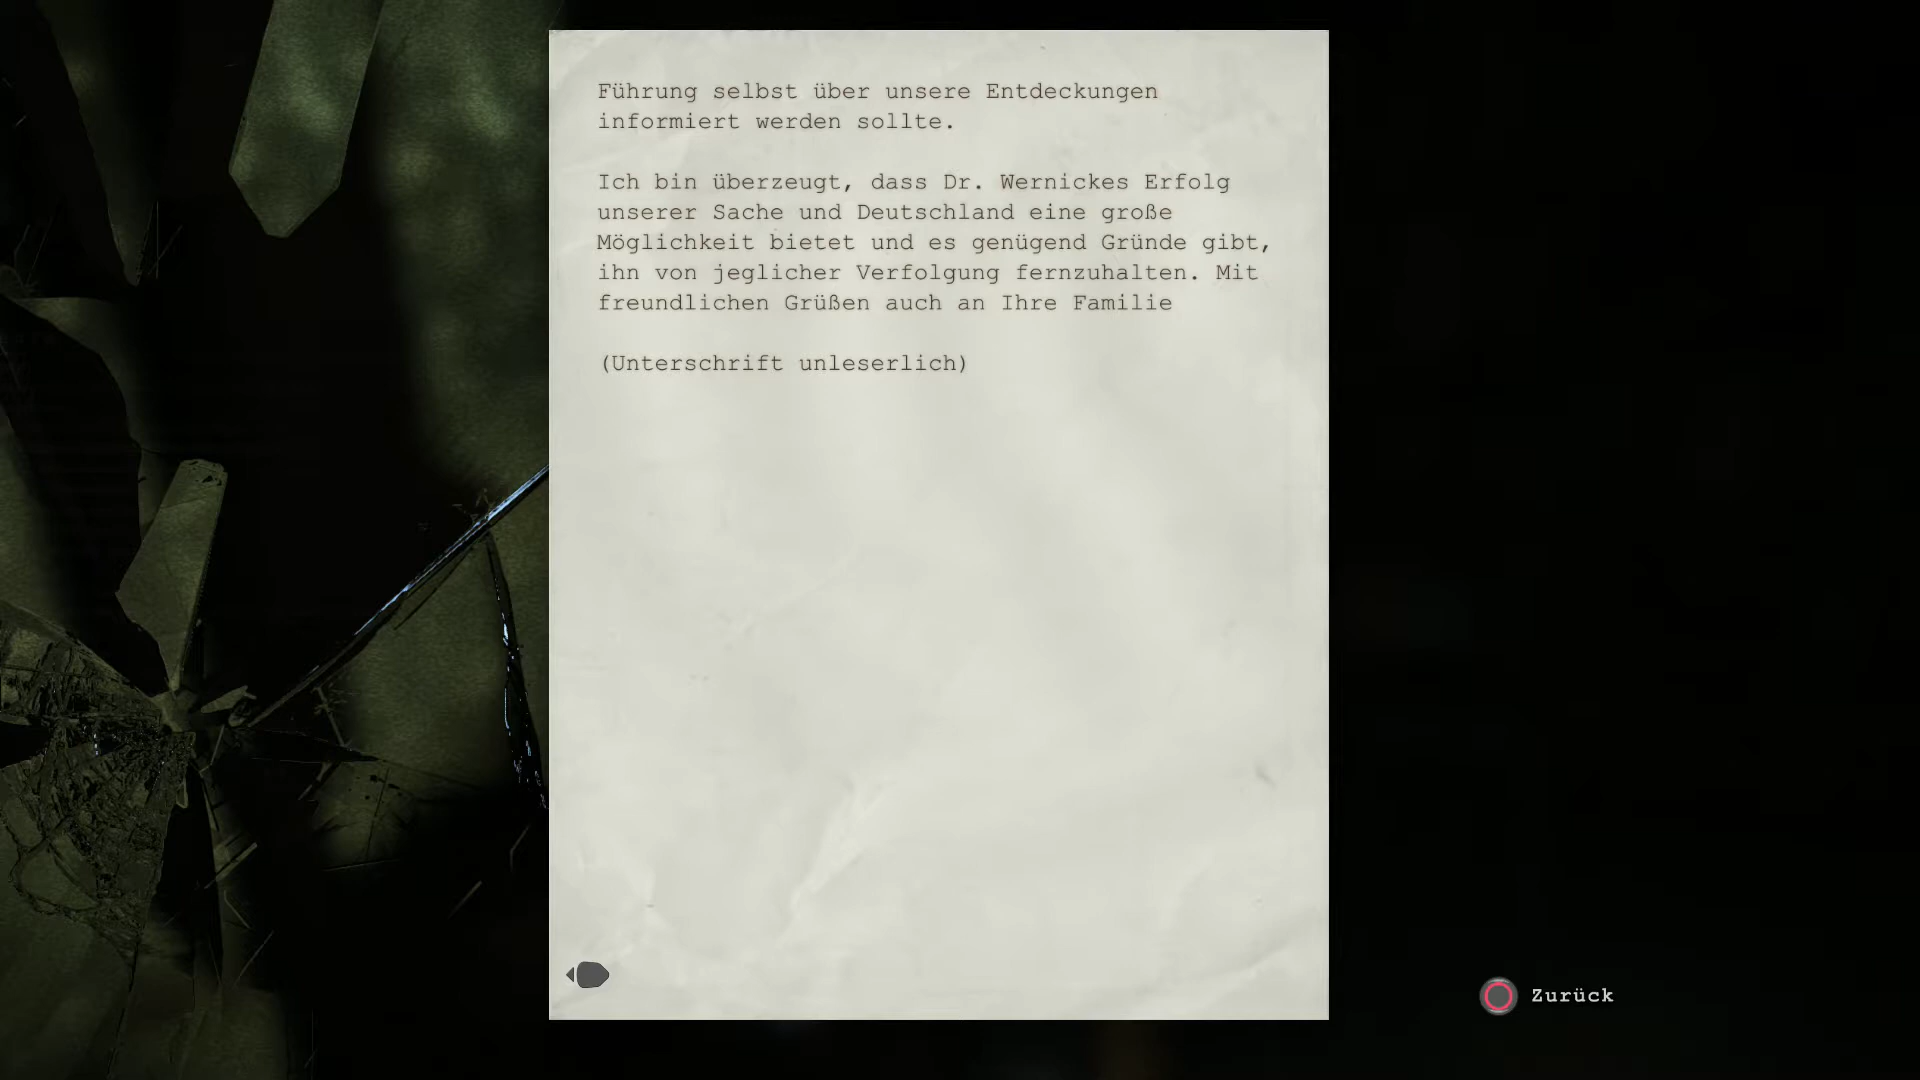 Führung selbst über unsere Entdeckungen
informiert werden sollte.
Ich bin überzeugt, dass Dr. Wernickes Erfolg
unserer Sache und Deutschland eine große
Möglichkeit bietet und es genügend Gründe gibt,
ihn von jeglicher Verfolgung fernzuhalten. Mit
freundlichen Grüßen auch an Ihre Familie
(Unterschrift unleserlich)
Zurück